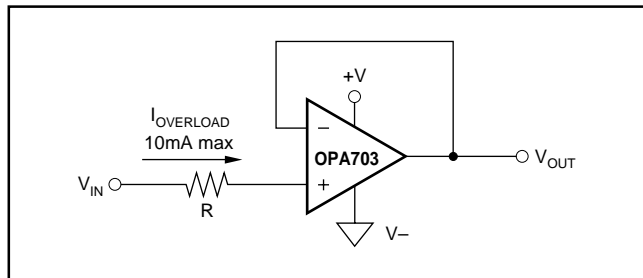 +V
I_OVERLOAD
10mA max
–
OPA703
V_OUT
V_IN
+
R
V–